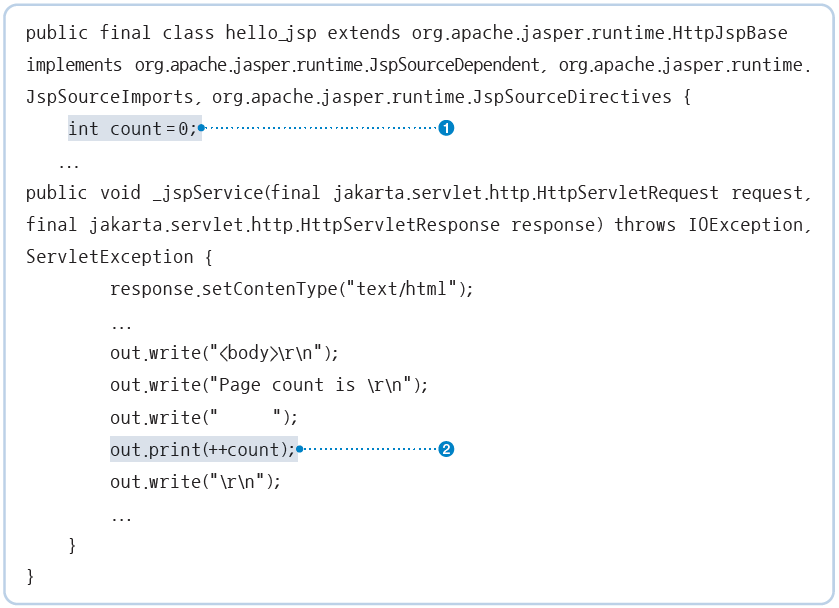 public final class hello_jsp extends org.apache.jasper.runtime.HttpJspBase
implements org.apache.jasper.runtime.JspSourceDependent, org.apache.jasper.runtime.
JspSourceImports, org.apache.jasper.runtime.JspSourceDirectives {
int count=0; 1
...
public void _jspService(final jakarta.servlet.http.HttpServletRequest request,
final jakarta.servlet.http.HttpServletResponse response) throws IOException,
ServletException {
response.setContenType("text/html");
...
out.write("<body>\r\n");
out.write("Page count is \r\n");
out.write("     ");
out.print(++count); 2
out.write("\r\n");
...
}
}